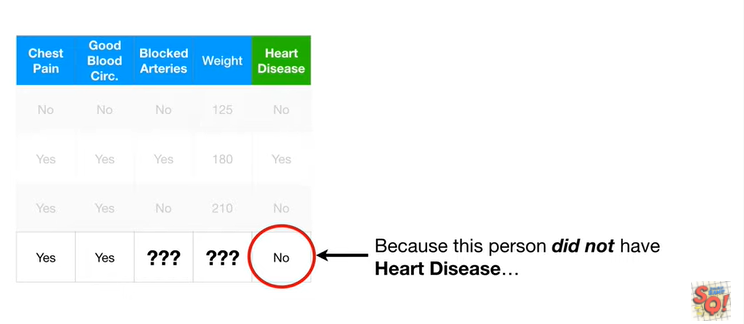 Chest Pain Good Blood Circ. Blocked Arteries Weight Heart Disease
No No No 125 No
Yes Yes Yes 180 Yes
Yes Yes No 210 No
Yes Yes ??? ??? No
Because this person did not have
Heart Disease…
SQ!